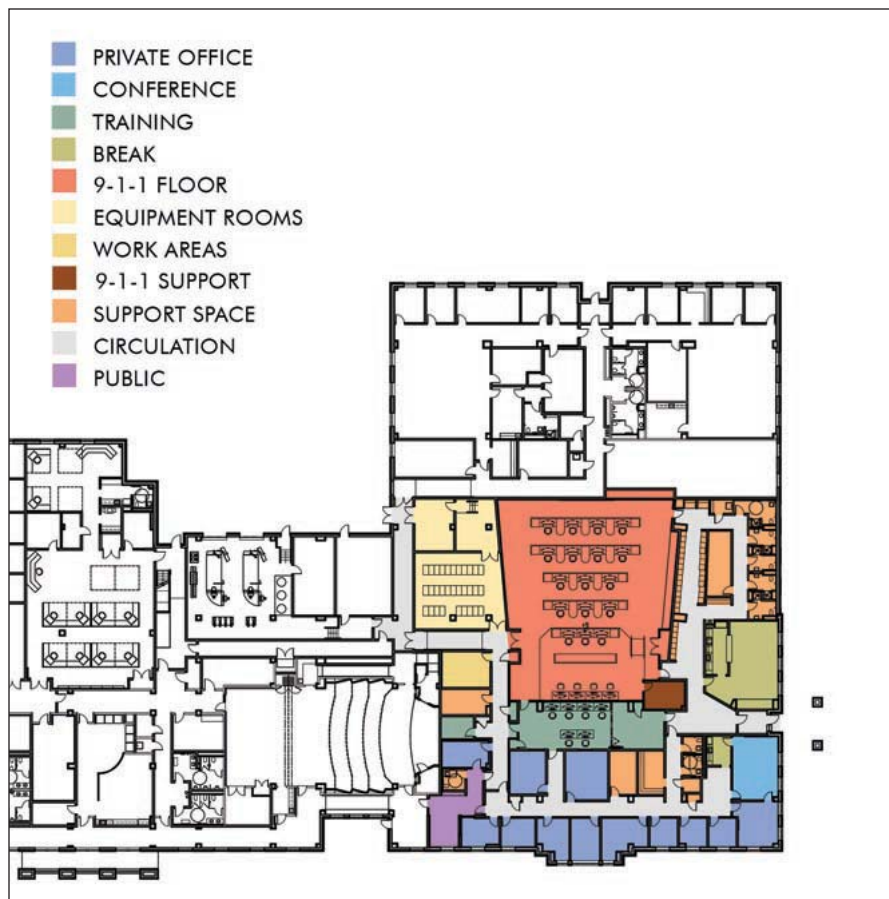 PRIVATE OFFICE
CONFERENCE
TRAINING
BREAK
9-1-1 FLOOR
EQUIPMENT ROOMS
WORK AREAS
9-1-1 SUPPORT
SUPPORT SPACE
CIRCULATION
PUBLIC